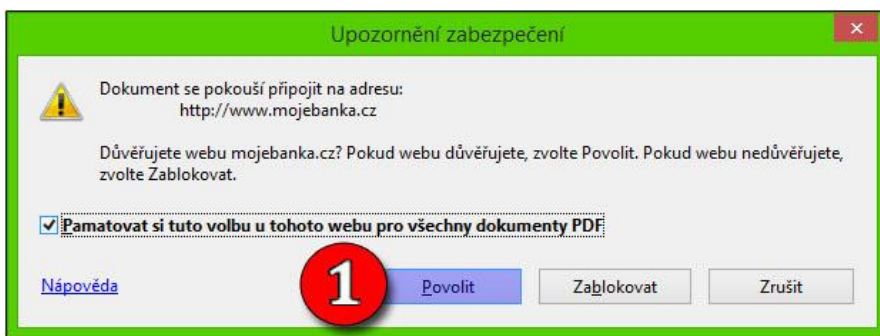 Upozornění zabezpečení
x
Dokument se pokouší připojit na adresu:
http://www.mojebanka.cz
Důvěřujete webu mojebanka.cz? Pokud webu důvěřujete, zvolte Povolit. Pokud webu nedůvěřujete,
zvolte Zablokovat.
Pamatovat si tuto volbu u tohoto webu pro všechny dokumenty PDF
Nápověda 1 Povolit Zablokovat Zrušit